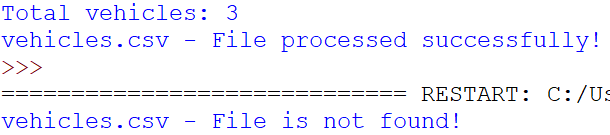 Total vehicles: 3
vehicles.csv - File processed successfully!
>>>
============================= RESTART: C:/Us
vehicles.csv - File is not found!